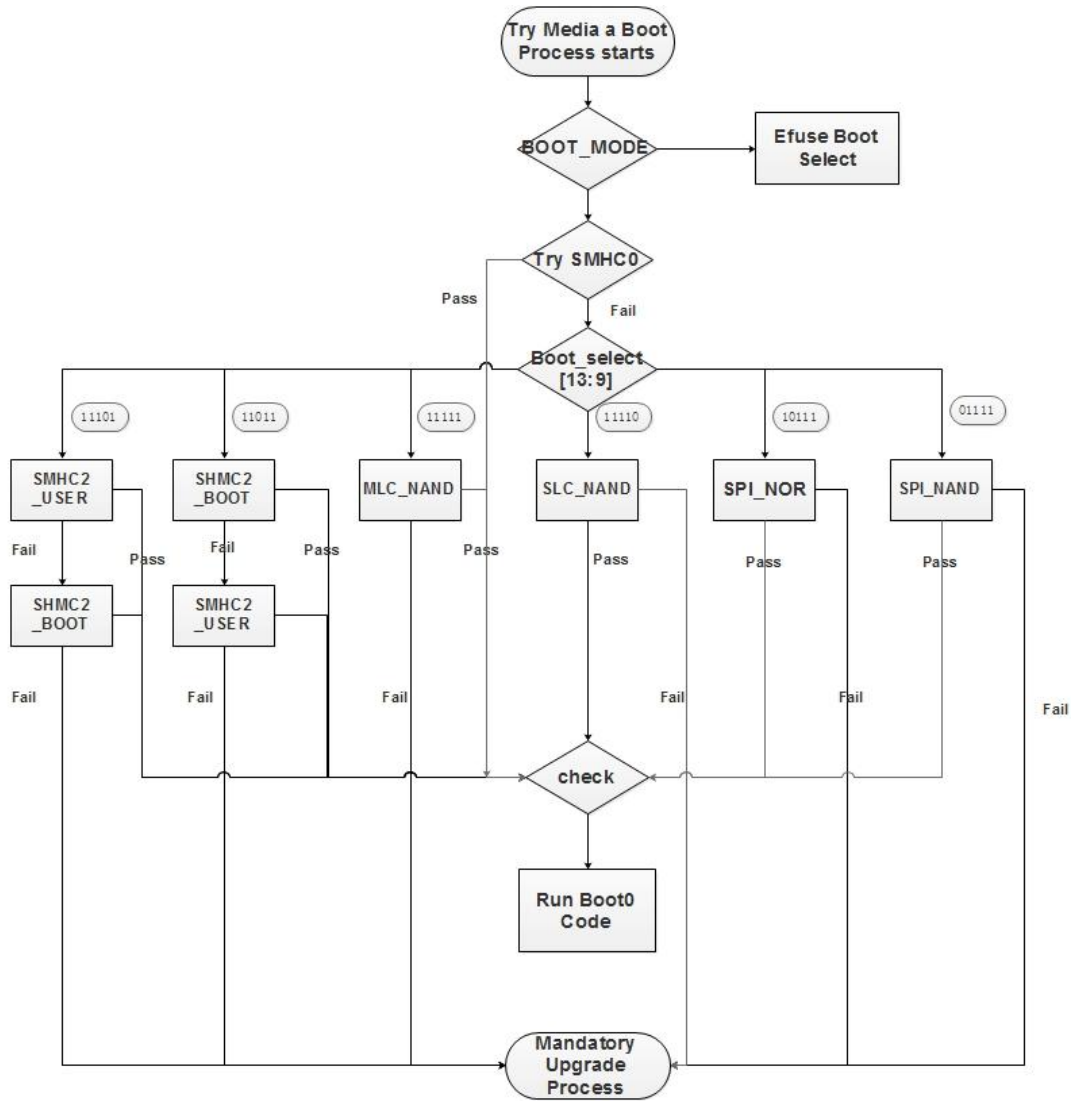 Try Media a Boot
Process starts
BOOT_MODE
Efuse Boot
Select
Try SMHC0
Pass
Fail
Boot_select
[13:9]
11101
11011
11111
11110
10111
01111
SMHC2
_USER
SHMC2
_BOOT
MLC_NAND
SLC_NAND
SPI_NOR
SPI_NAND
Fail
Pass
Fail
Pass
Pass
Pass
Pass
Pass
SHMC2
_BOOT
SMHC2
_USER
Fail
Fail
Fail
Fail
Fail
Fail
check
Run Boot0
Code
Mandatory
Upgrade
Process